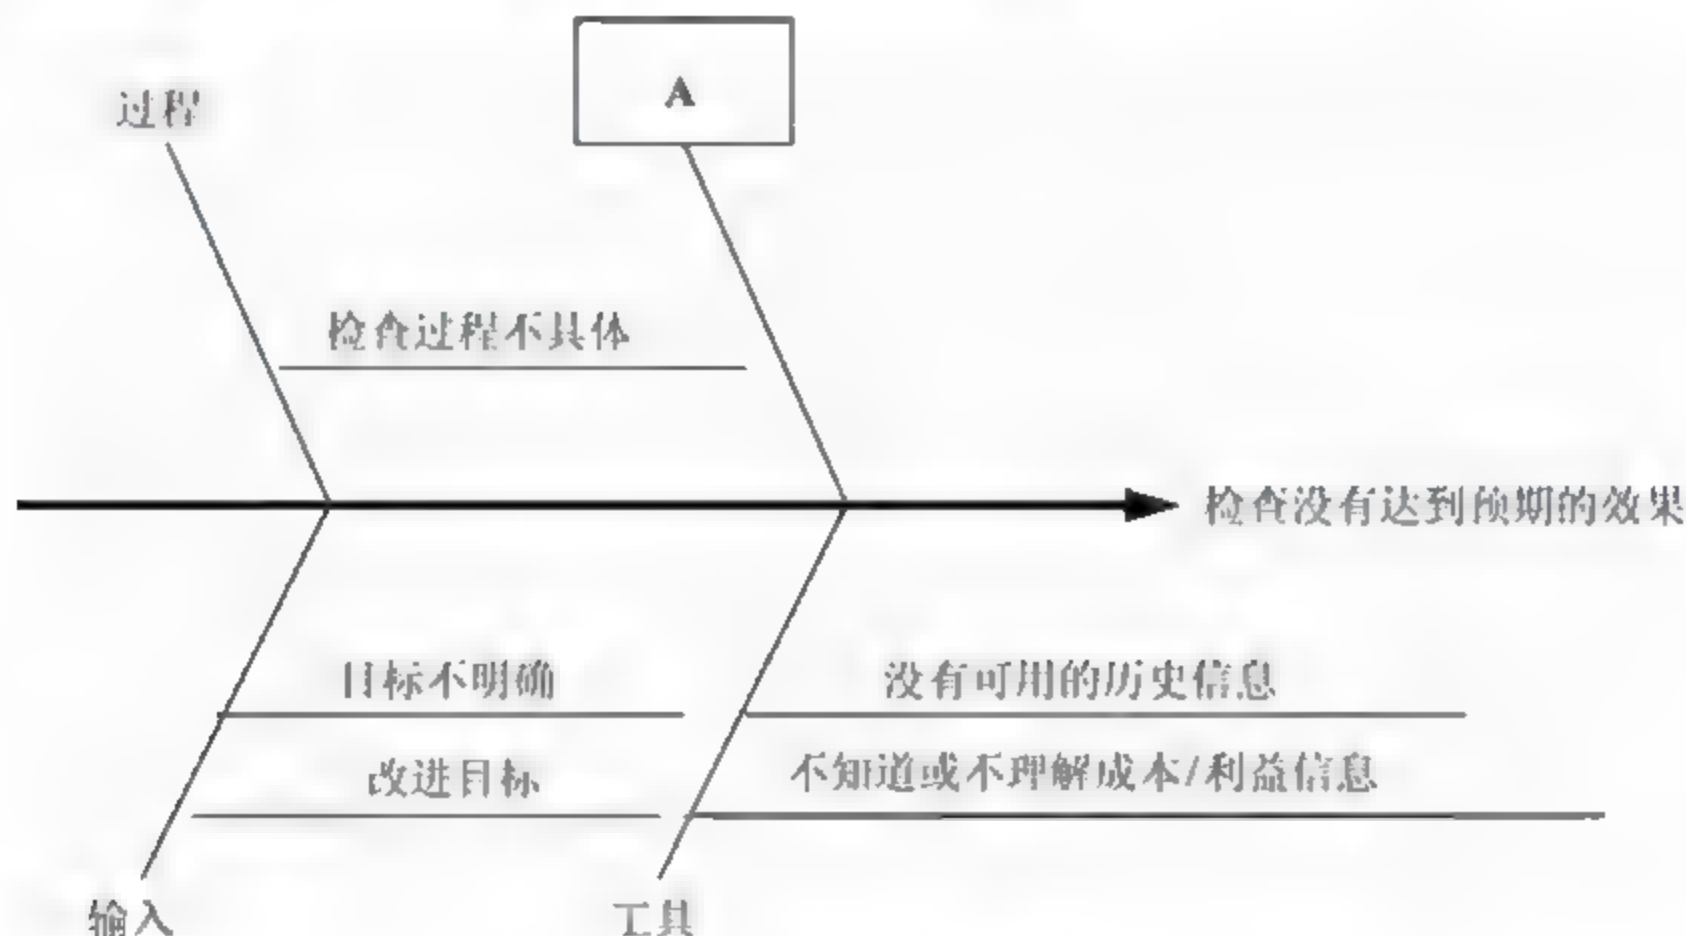 过程
A
检查过程不具体
检查没有达到预期的效果
目标不明确
没有可用的历史信息
改进目标
不知道或不理解成本/利益信息
输入
工具